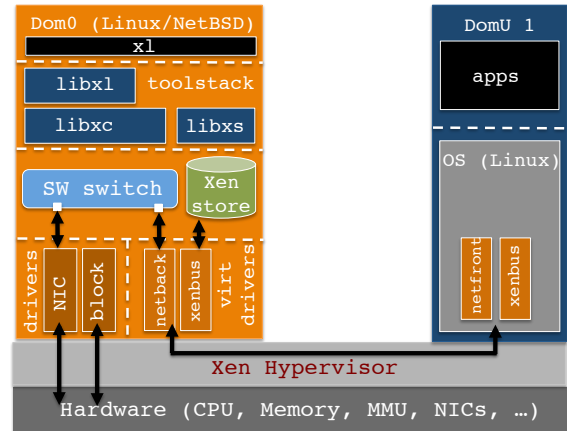 Dom0 (Linux/NetBSD)
xl
libxl
toolstack
libxc
libxs
SW switch
Xen
store
drivers
NIC
block
netback
xenbus
virt
drivers
DomU 1
apps
OS (Linux)
netfront
xenbus
Xen Hypervisor
Hardware (CPU, Memory, MMU, NICs, …)